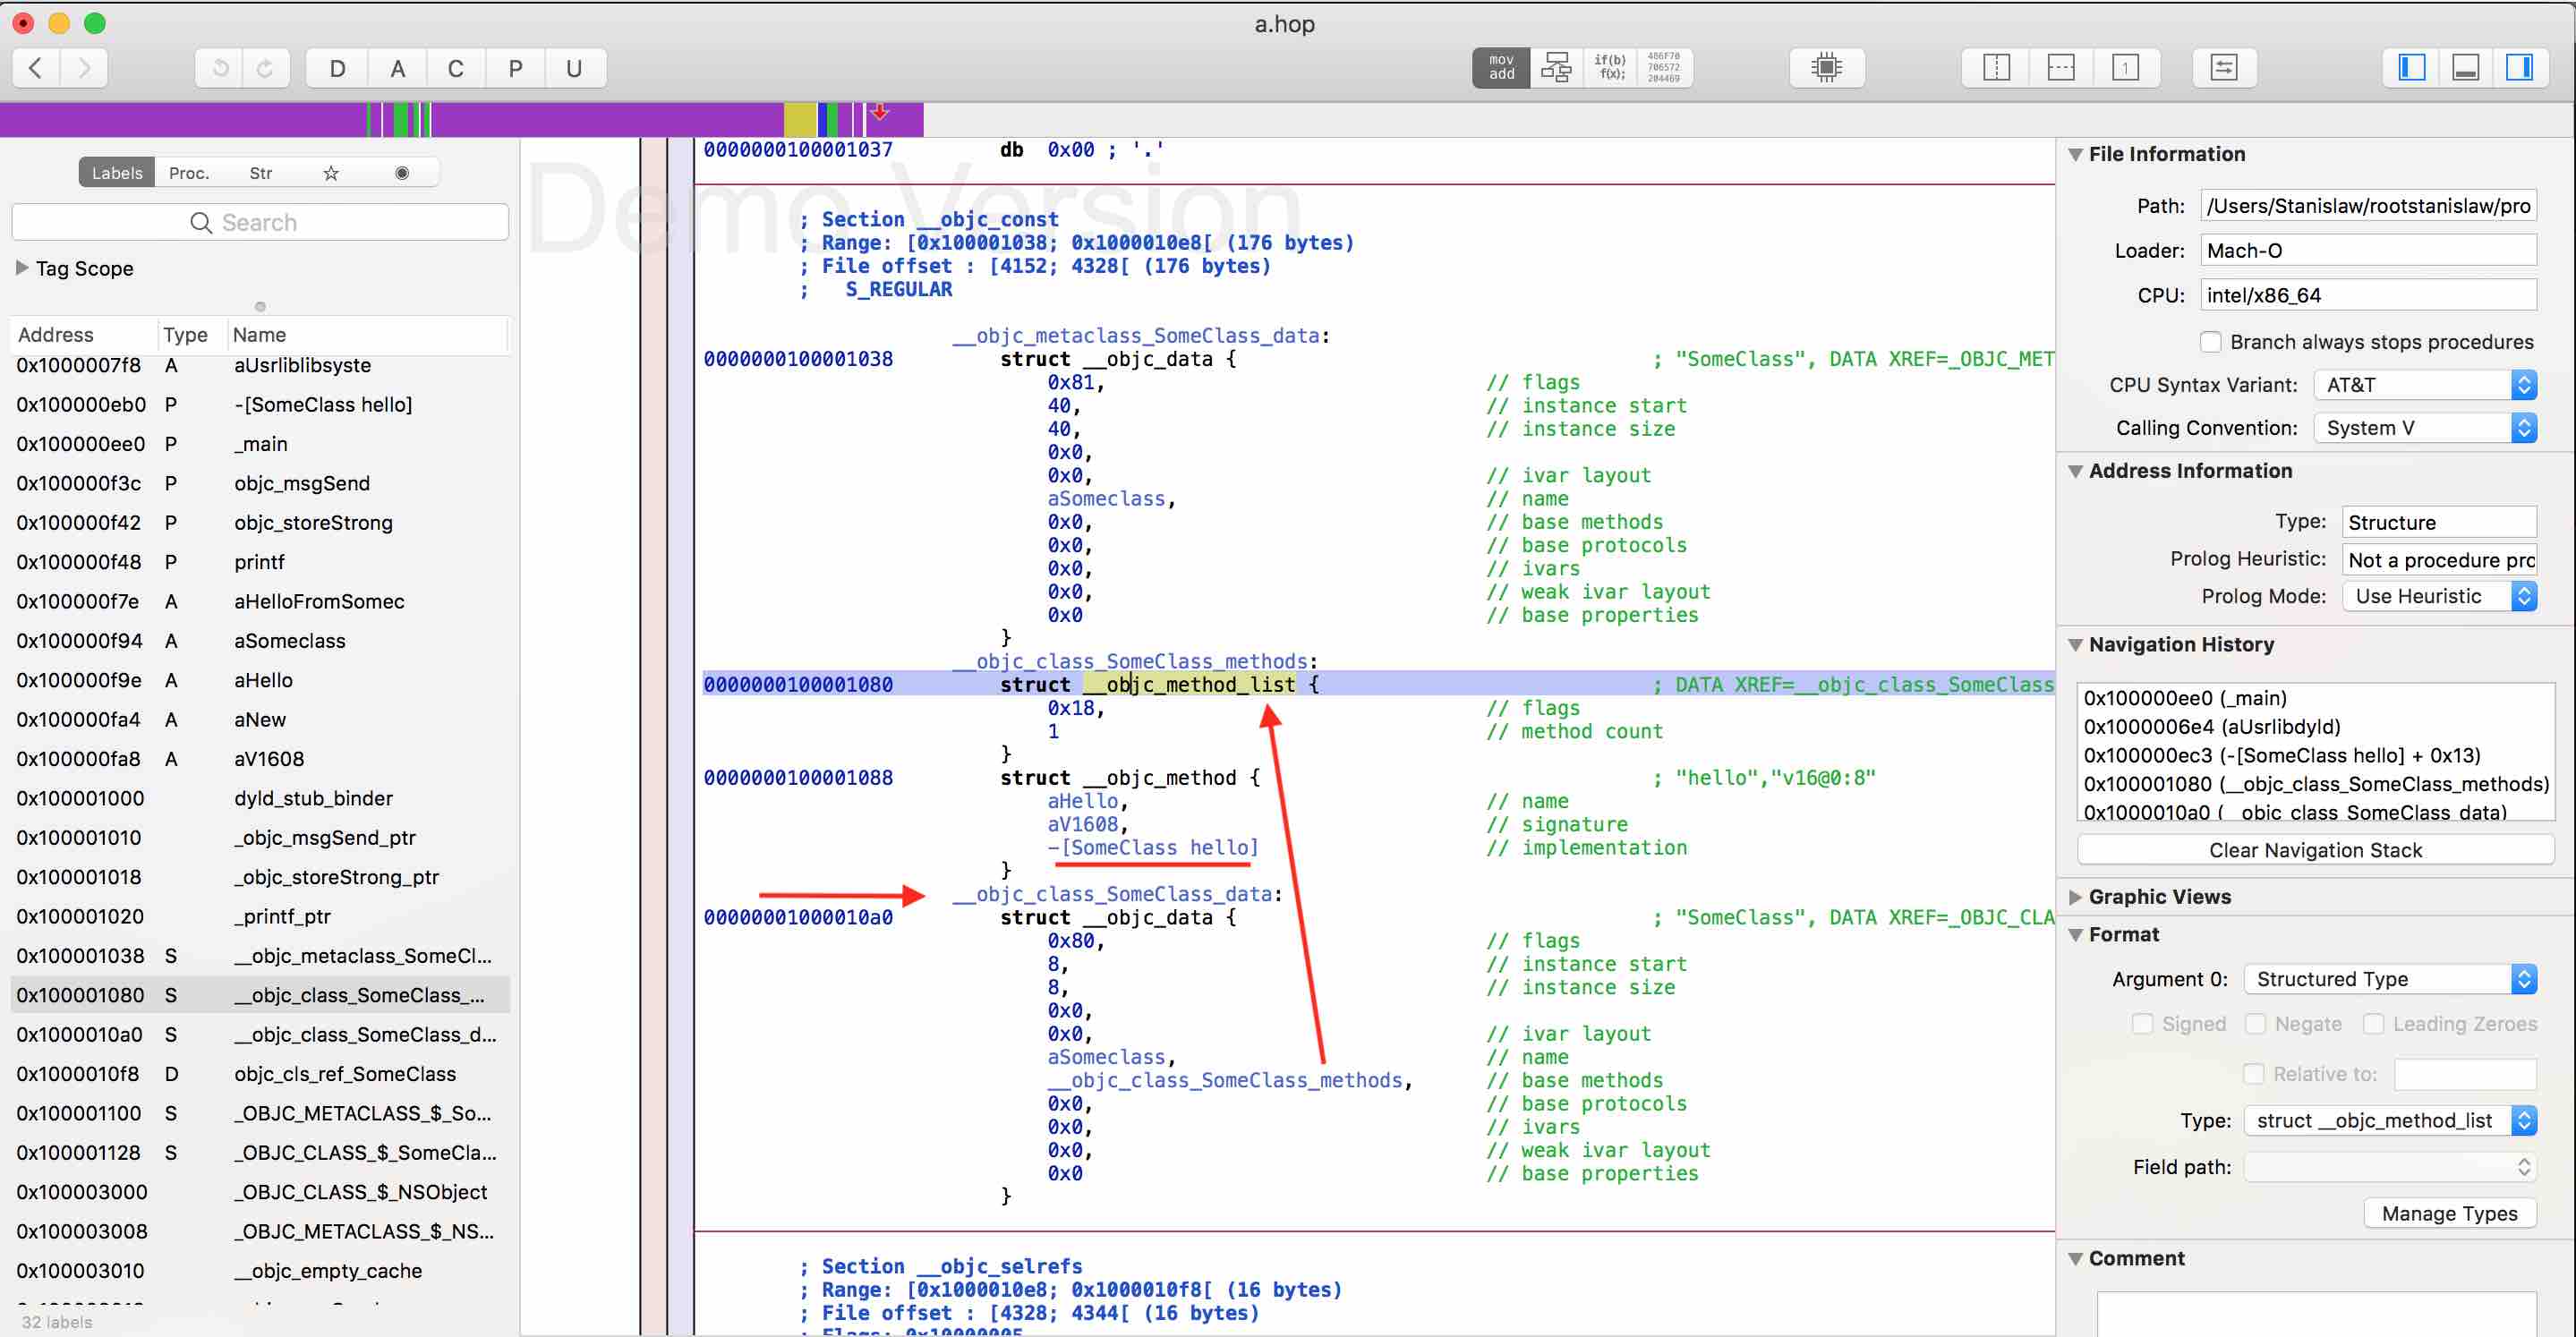 a.hop
D A C P U
mov
add
if(b)
f(x);
486F70
706572
204469
1
Labels Proc. Str
Search
Tag Scope
Address Type Name
0x1000007f8 A aUsrliblibsyste
0x100000eb0 P -[SomeClass hello]
0x100000ee0 P _main
0x100000f3c P objc_msgSend
0x100000f42 P objc_storeStrong
0x100000f48 P printf
0x100000f7e A aHelloFromSomec
0x100000f94 A aSomeclass
0x100000f9e A aHello
0x100000fa4 A aNew
0x100000fa8 A aV1608
0x100001000 dyld_stub_binder
0x100001010 _objc_msgSend_ptr
0x100001018 _objc_storeStrong_ptr
0x100001020 _printf_ptr
0x100001038 S __objc_metaclass_SomeCl...
0x100001080 S __objc_class_SomeClass_...
0x1000010a0 S __objc_class_SomeClass_d...
0x1000010f8 D objc_cls_ref_SomeClass
0x100001100 S _OBJC_METACLASS_$_So...
0x100001128 S _OBJC_CLASS_$_SomeCla...
0x100003000 _OBJC_CLASS_$_NSObject
0x100003008 _OBJC_METACLASS_$_NS...
0x100003010 __objc_empty_cache
32 labels
Demo Version
0000000100001037 db 0x00 ; '.'
; Section __objc_const
; Range: [0x100001038; 0x1000010e8[ (176 bytes)
; File offset : [4152; 4328[ (176 bytes)
; S_REGULAR
__objc_metaclass_SomeClass_data:
0000000100001038 struct __objc_data { ; "SomeClass", DATA XREF=_OBJC_MET
0x81, // flags
40, // instance start
40, // instance size
0x0,
0x0, // ivar layout
aSomeclass, // name
0x0, // base methods
0x0, // base protocols
0x0, // ivars
0x0, // weak ivar layout
0x0 // base properties
}
__objc_class_SomeClass_methods:
0000000100001080 struct __objc_method_list { ; DATA XREF=__objc_class_SomeClass
0x18, // flags
1 // method count
}
0000000100001088 struct __objc_method { ; "hello","v16@0:8"
aHello, // name
aV1608, // signature
-[SomeClass hello] // implementation
}
__objc_class_SomeClass_data:
00000001000010a0 struct __objc_data { ; "SomeClass", DATA XREF=_OBJC_CLA
0x80, // flags
8, // instance start
8, // instance size
0x0,
0x0, // ivar layout
aSomeclass, // name
__objc_class_SomeClass_methods, // base methods
0x0, // base protocols
0x0, // ivars
0x0, // weak ivar layout
0x0 // base properties
}
; Section __objc_selrefs
; Range: [0x1000010e8; 0x1000010f8[ (16 bytes)
; File offset : [4328; 4344[ (16 bytes)
; Flags: 0x10000005
File Information
Path: /Users/Stanislaw/rootstanislaw/pro
Loader: Mach-O
CPU: intel/x86_64
Branch always stops procedures
CPU Syntax Variant: AT&T
Calling Convention: System V
Address Information
Type: Structure
Prolog Heuristic: Not a procedure pro
Prolog Mode: Use Heuristic
Navigation History
0x100000ee0 (_main)
0x1000006e4 (aUsrlibdyld)
0x100000ec3 (-[SomeClass hello] + 0x13)
0x100001080 (__objc_class_SomeClass_methods)
0x1000010a0 (__objc_class_SomeClass_data)
Clear Navigation Stack
Graphic Views
Format
Argument 0: Structured Type
Signed Negate Leading Zeroes
Relative to:
Type: struct __objc_method_list
Field path:
Manage Types
Comment